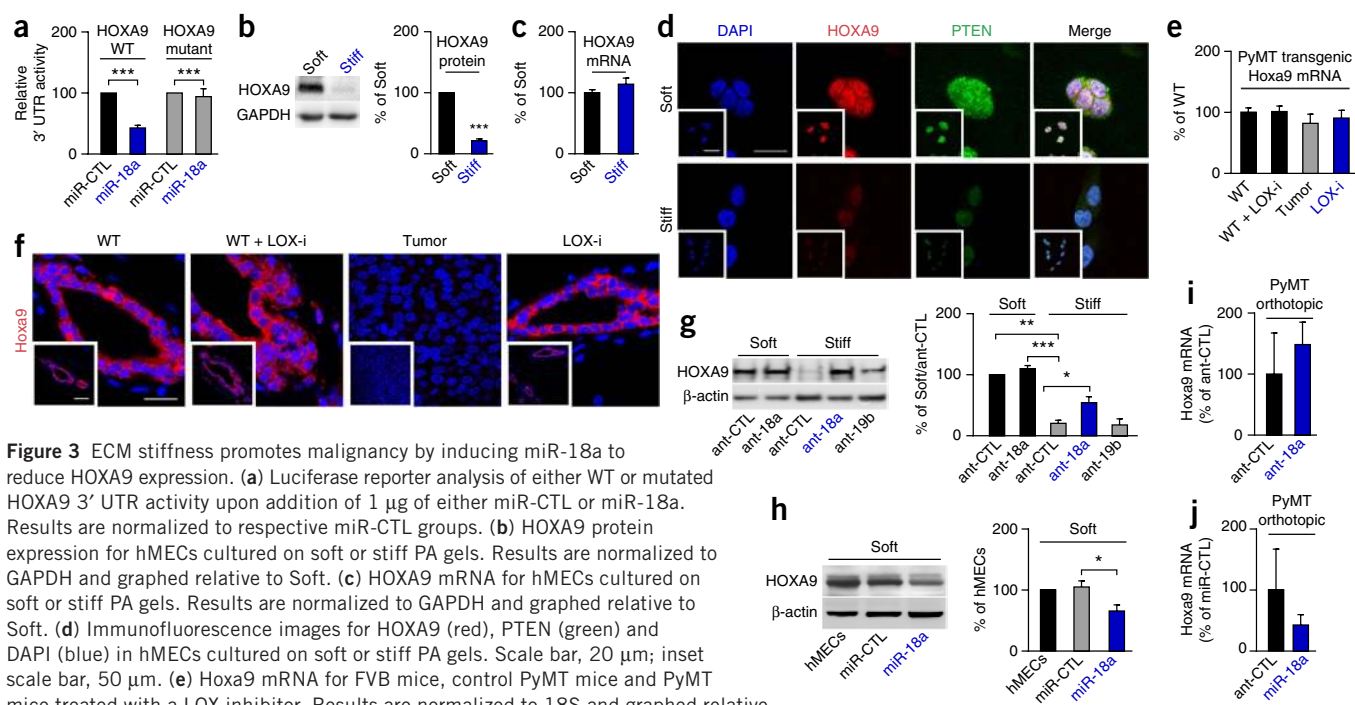 a
Relative
3′ UTR activity
200
100
0
HOXA9
WT
HOXA9
mutant
***
***
miR-CTL
miR-18a
miR-CTL
miR-18a
b
Soft
Stiff
HOXA9
GAPDH
% of Soft
200
100
0
HOXA9
protein
***
Soft
Stiff
c
% of Soft
200
100
0
HOXA9
mRNA
Soft
Stiff
d
DAPI
HOXA9
PTEN
Merge
Soft
Stiff
e
% of WT
200
100
0
PyMT transgenic
Hoxa9 mRNA
WT
WT + LOX-i
Tumor
LOX-i
f
WT
WT + LOX-i
Tumor
LOX-i
Hoxa9
g
Soft
Stiff
HOXA9
β-actin
ant-CTL
ant-18a
ant-CTL
ant-18a
ant-19b
% of Soft/ant-CTL
200
100
0
Soft
Stiff
**
***
*
ant-CTL
ant-18a
ant-CTL
ant-18a
ant-19b
h
Soft
HOXA9
β-actin
hMECs
miR-CTL
miR-18a
% of hMECs
200
100
0
Soft
*
hMECs
miR-CTL
miR-18a
i
PyMT
orthotopic
Hoxa9 mRNA
(% of ant-CTL)
200
100
0
ant-CTL
ant-18a
j
PyMT
orthotopic
Hoxa9 mRNA
(% of miR-CTL)
200
100
0
ant-CTL
miR-18a
Figure 3 ECM stiffness promotes malignancy by inducing miR-18a to
reduce HOXA9 expression. (a) Luciferase reporter analysis of either WT or mutated
HOXA9 3′ UTR activity upon addition of 1 μg of either miR-CTL or miR-18a.
Results are normalized to respective miR-CTL groups. (b) HOXA9 protein
expression for hMECs cultured on soft or stiff PA gels. Results are normalized to
GAPDH and graphed relative to Soft. (c) HOXA9 mRNA for hMECs cultured on
soft or stiff PA gels. Results are normalized to GAPDH and graphed relative to
Soft. (d) Immunofluorescence images for HOXA9 (red), PTEN (green) and
DAPI (blue) in hMECs cultured on soft or stiff PA gels. Scale bar, 20 μm; inset
scale bar, 50 μm. (e) Hoxa9 mRNA for FVB mice, control PyMT mice and PyMT
mice treated with a LOX inhibitor. Results are normalized to 18S and graphed relative